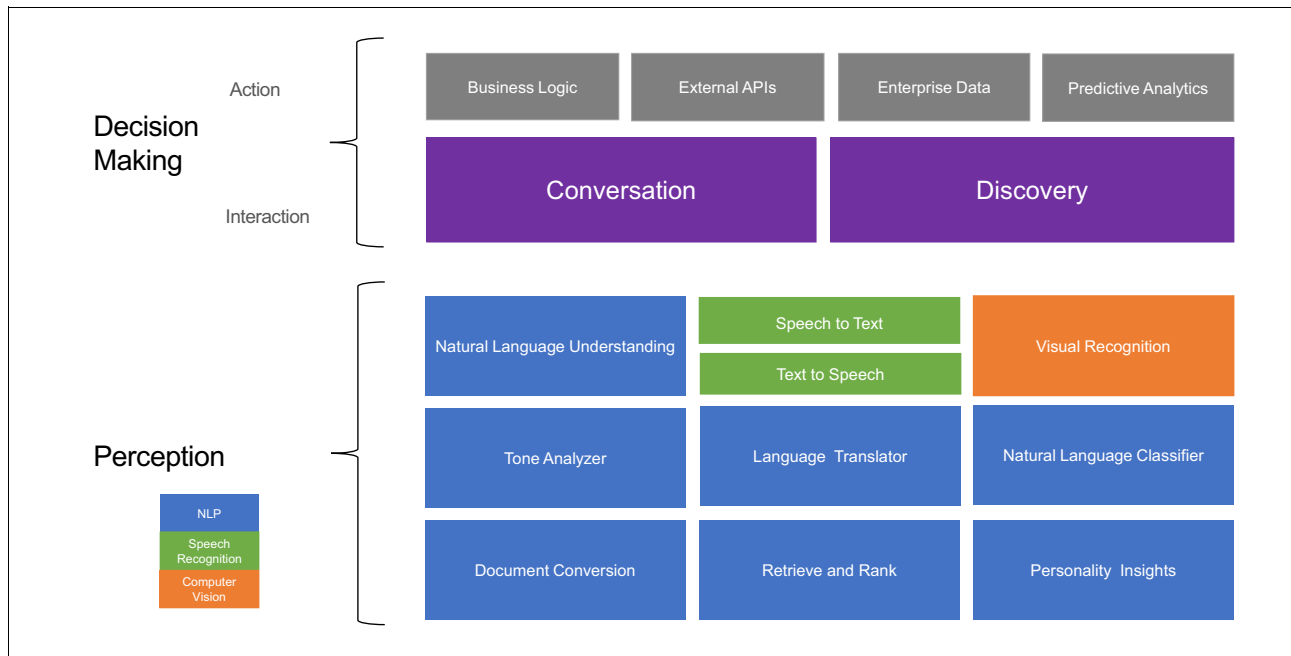 Action
Business Logic
External APIs
Enterprise Data
Predictive Analytics
Decision
Making
Conversation
Discovery
Interaction
Natural Language Understanding
Speech to Text
Text to Speech
Visual Recognition
Perception
Tone Analyzer
Language Translator
Natural Language Classifier
NLP
Speech
Recognition
Computer
Vision
Document Conversion
Retrieve and Rank
Personality Insights